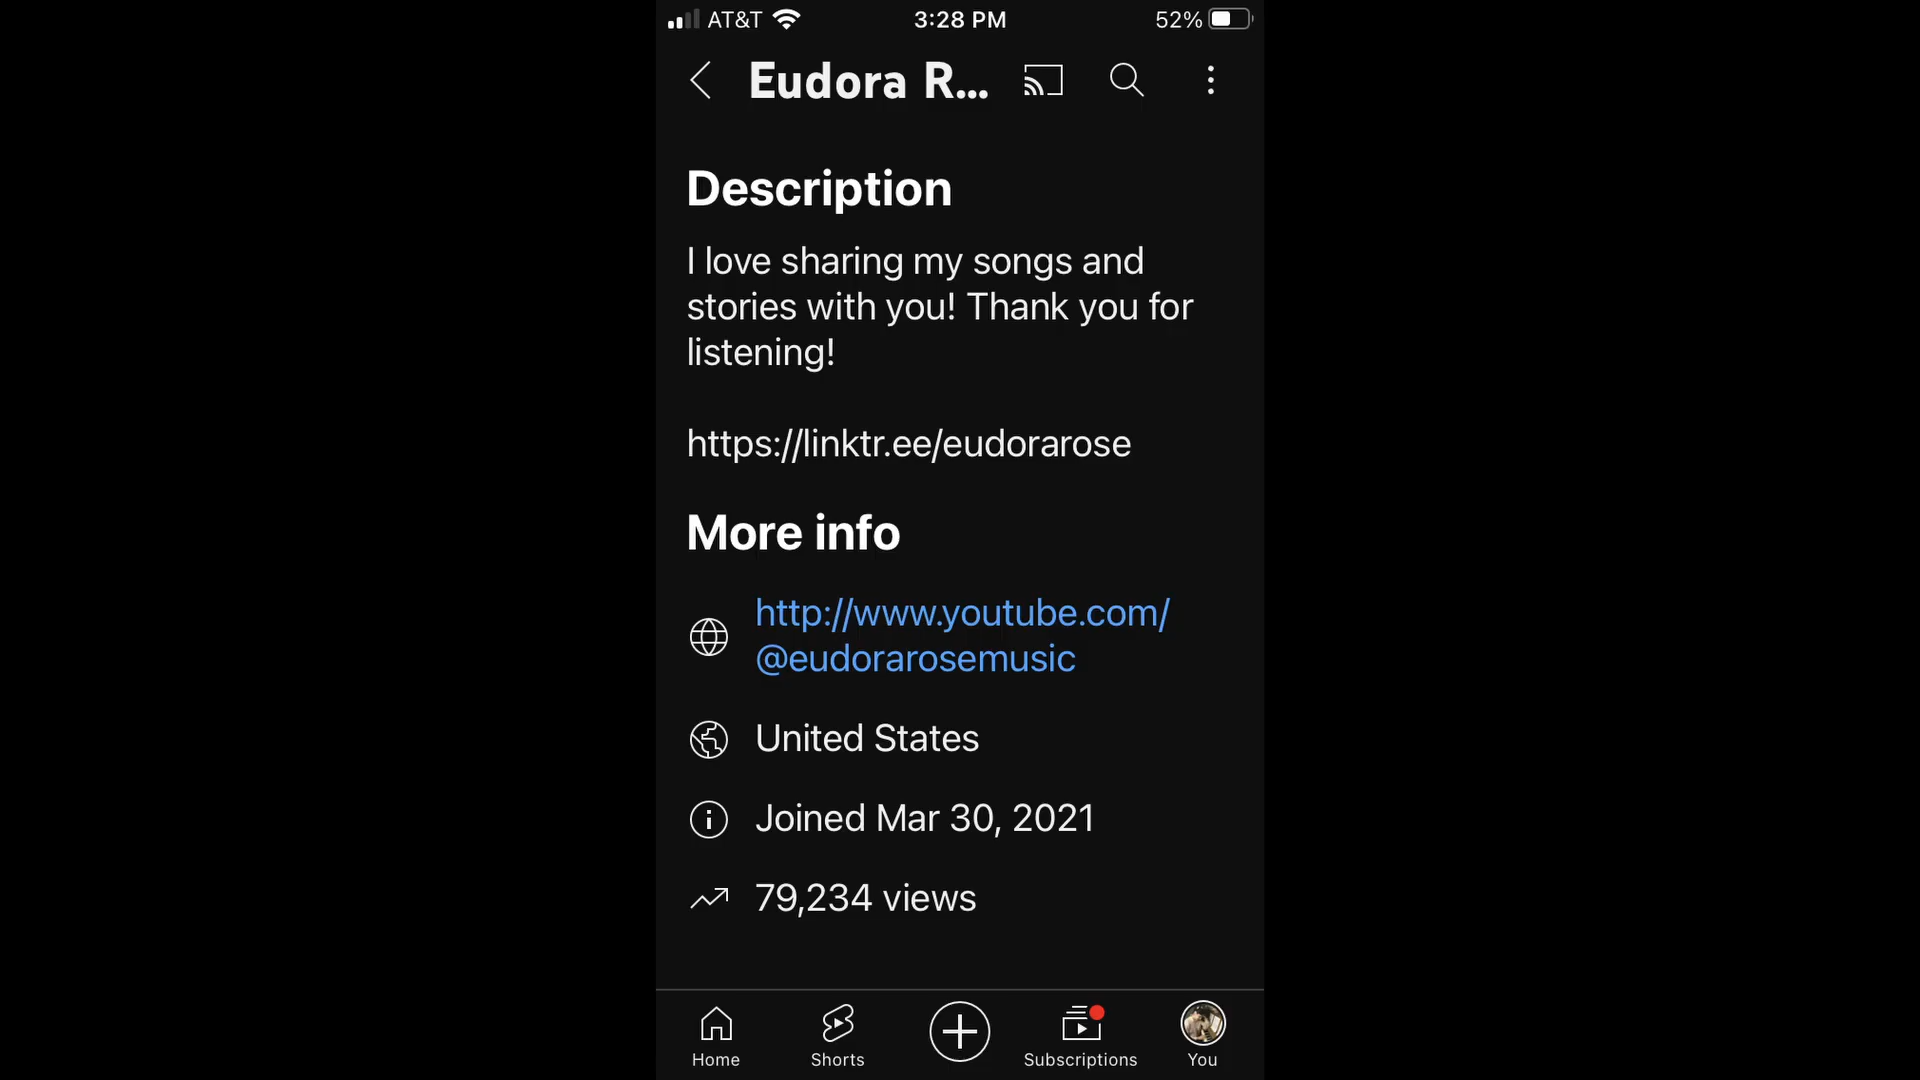 AT&T 3:28 PM 52%
Eudora R...
Description
I love sharing my songs and
stories with you! Thank you for
listening!
https://linktr.ee/eudorarose
More info
http://www.youtube.com/
@eudorarosemusic
United States
Joined Mar 30, 2021
79,234 views
Home Shorts Subscriptions You